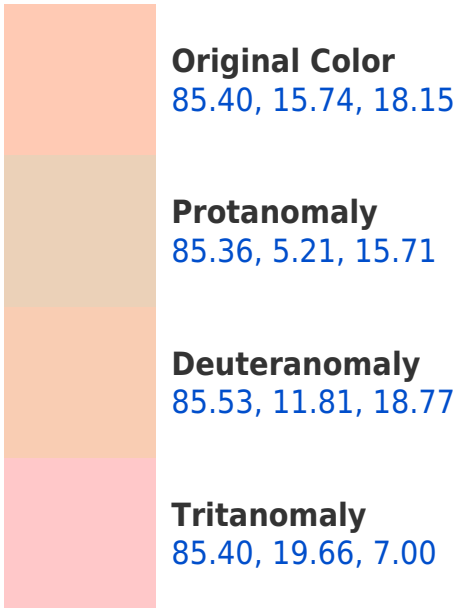 Original Color
85.40, 15.74, 18.15
Protanomaly
85.36, 5.21, 15.71
Deuteranomaly
85.53, 11.81, 18.77
Tritanomaly
85.40, 19.66, 7.00